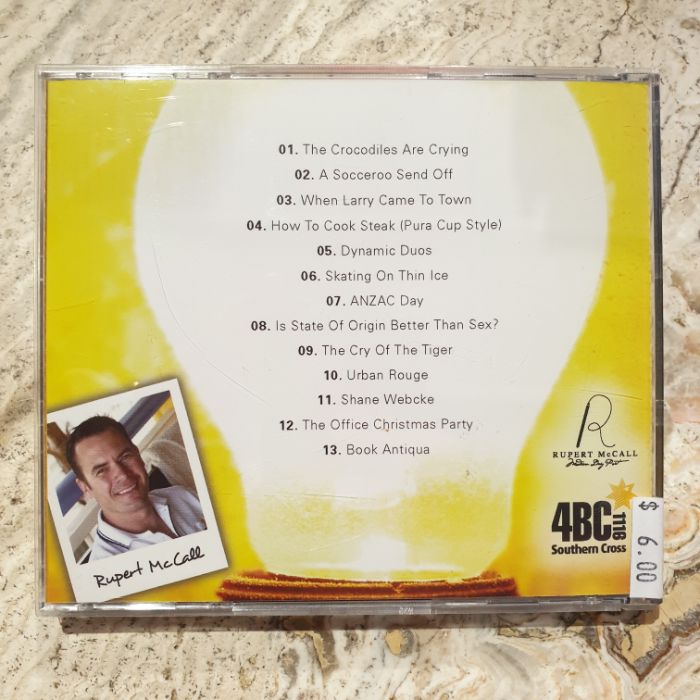 01. The Crocodiles Are Crying
02. A Socceroo Send Off
03. When Larry Came To Town
04. How To Cook Steak (Pura Cup Style)
05. Dynamic Duos
06. Skating On Thin Ice
07. ANZAC Day
08. Is State Of Origin Better Than Sex?
09. The Cry Of The Tiger
10. Urban Rouge
11. Shane Webcke
12. The Office Christmas Party
13. Book Antiqua
Rupert McCall
R
RUPERT McCALL
4BC 1116
Southern Cross
$ 6.00